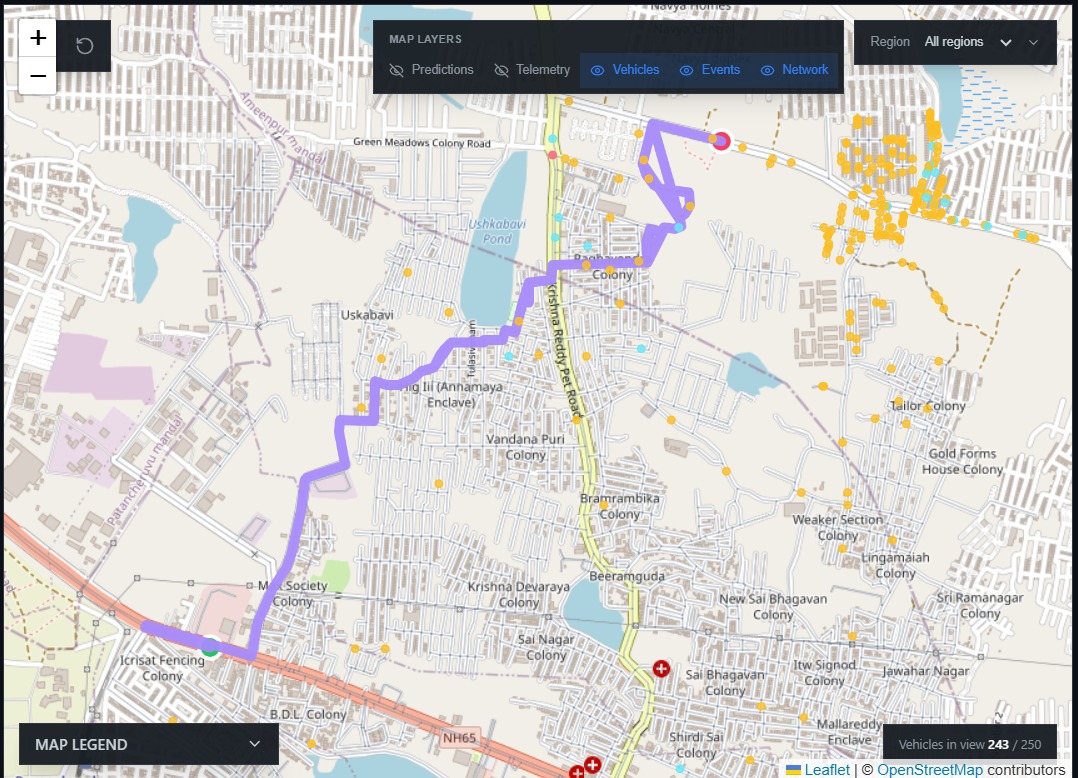 Navya Homes
+
−
MAP LAYERS
Predictions
Telemetry
Vehicles
Events
Network
Region
All regions
Ameenpur mandal
Green Meadows Colony Road
Ushkabavi
Pond
Colony
Krishna Reddy Pet Road
Uskabavi
Hig Iii (Annamaya
Enclave)
Vandana Puri
Colony
Tailor Colony
Gold Forms
House Colony
Patancheruvu mandal
Bramrambika
Colony
Weaker Section
Colony
Lingamaiah
Colony
Beeramguda
Society
Colony
Krishna Devaraya
Colony
New Sai Bhagavan
Colony
Sri Ramanagar
Colony
Sai Nagar
Colony
Icrisat Fencing
Colony
Sai Bhagavan
Colony
Itw Signod
Colony
Jawahar Nagar
B.D.L. Colony
NH65
Shirdi Sai
Colony
Mallareddy
Enclave
MAP LEGEND
Vehicles in view 243 / 250
Leaflet | © OpenStreetMap contributors